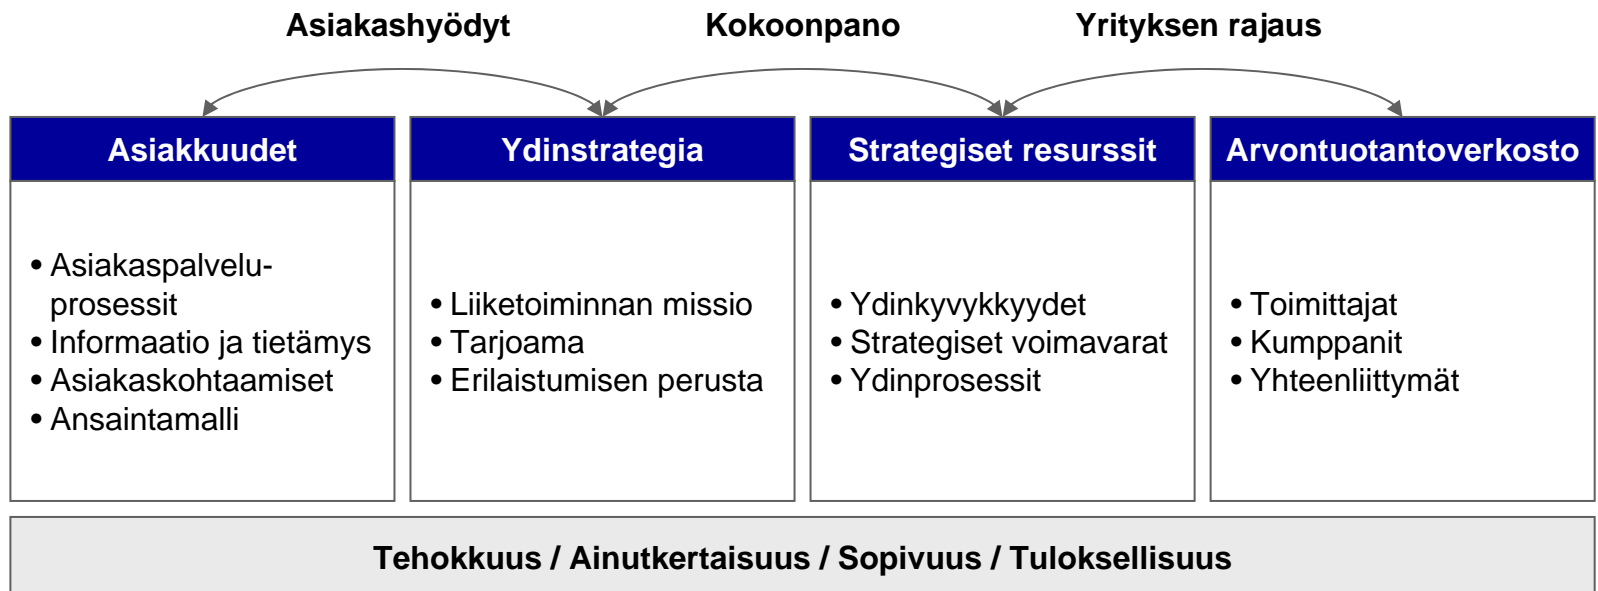 Asiakashyödyt
Kokoonpano
Yrityksen rajaus
Asiakkuudet
Ydinstrategia
Strategiset resurssit
Arvontuotantoverkosto
• Asiakaspalvelu-
prosessit
• Informaatio ja tietämys
• Asiakaskohtaamiset
• Ansaintamalli
• Liiketoiminnan missio
• Tarjoama
• Erilaistumisen perusta
• Ydinkyvykkyydet
• Strategiset voimavarat
• Ydinprosessit
• Toimittajat
• Kumppanit
• Yhteenliittymät
Tehokkuus / Ainutkertaisuus / Sopivuus / Tuloksellisuus